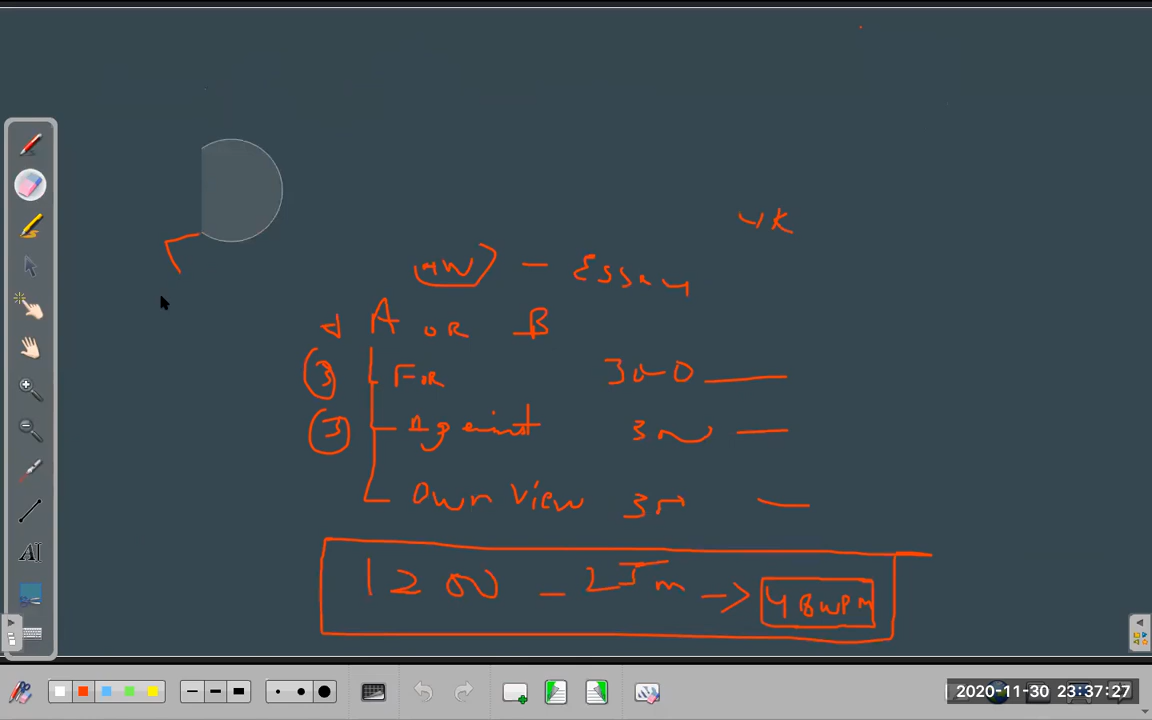 4K
HW – Essay
A OR B
③ For 300
③ Against 300
Own View 300
1200 – 25m → 48WPM
2020-11-30 23:37:27